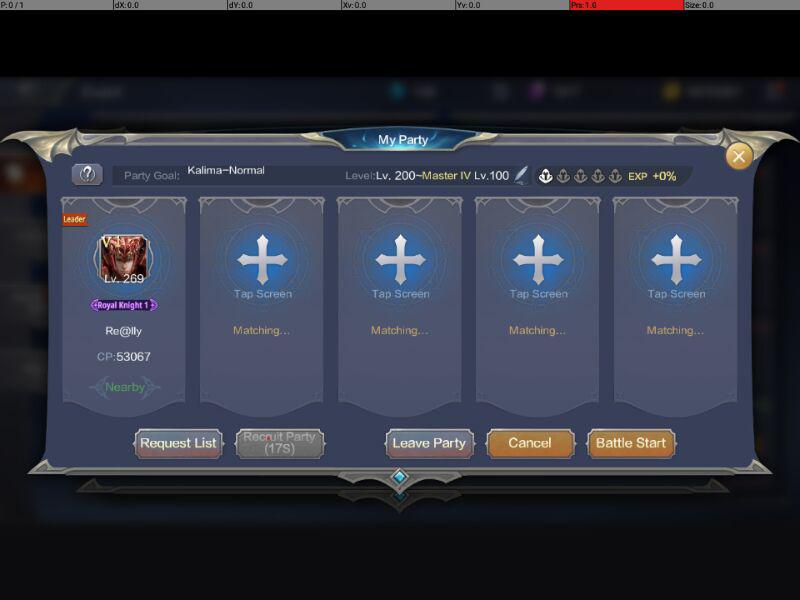 P: 0 / 1 dX: 0.0 dY: 0.0 Xv: 0.0 Yv: 0.0 Prs: 1.0 Size: 0.0
My Party
Party Goal: Kalima-Normal Level:Lv. 200~Master IV Lv.100 EXP +0%
Leader
Lv. 269
Royal Knight 1
Re@lly
CP:53067
Nearby
Tap Screen
Matching...
Tap Screen
Matching...
Tap Screen
Matching...
Tap Screen
Matching...
Request List
Recruit Party
(17S)
Leave Party
Cancel
Battle Start